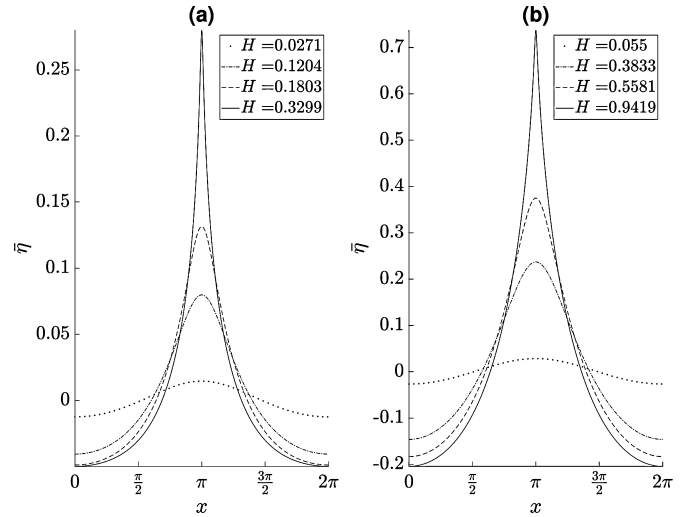 (a)
H =0.0271
H =0.1204
H =0.1803
H =0.3299
0.25
0.2
0.15
0.1
0.05
0
η̄
0
π/2
π
3π/2
2π
x
(b)
H =0.055
H =0.3833
H =0.5581
H =0.9419
0.7
0.6
0.5
0.4
0.3
0.2
0.1
0
-0.1
-0.2
η̄
0
π/2
π
3π/2
2π
x